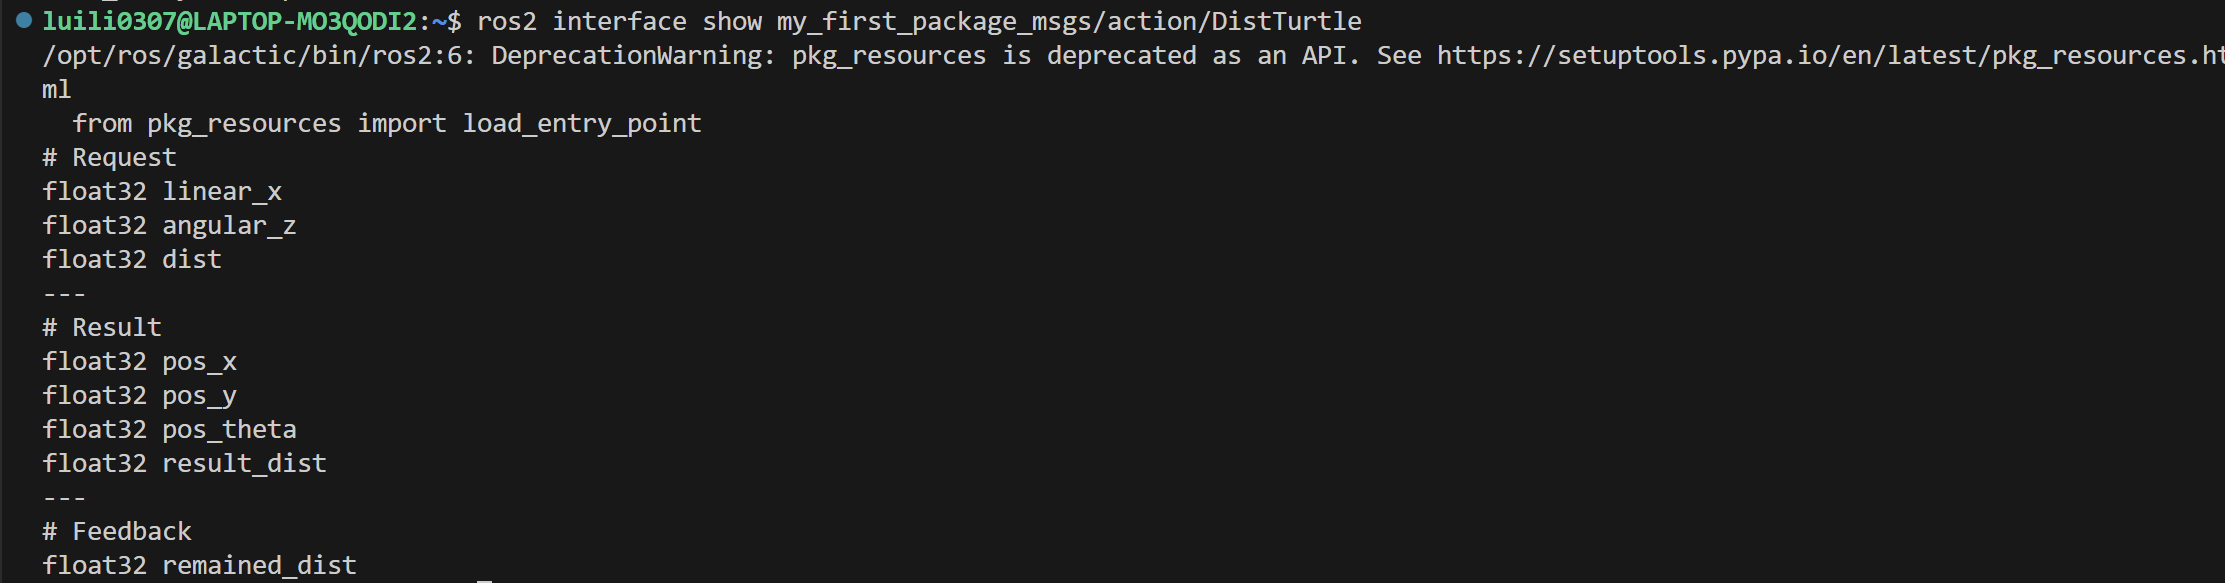 luili0307@LAPTOP-MO3QODI2:~$ ros2 interface show my_first_package_msgs/action/DistTurtle
/opt/ros/galactic/bin/ros2:6: DeprecationWarning: pkg_resources is deprecated as an API. See https://setuptools.pypa.io/en/latest/pkg_resources.ht
ml
  from pkg_resources import load_entry_point
# Request
float32 linear_x
float32 angular_z
float32 dist
---
# Result
float32 pos_x
float32 pos_y
float32 pos_theta
float32 result_dist
---
# Feedback
float32 remained_dist